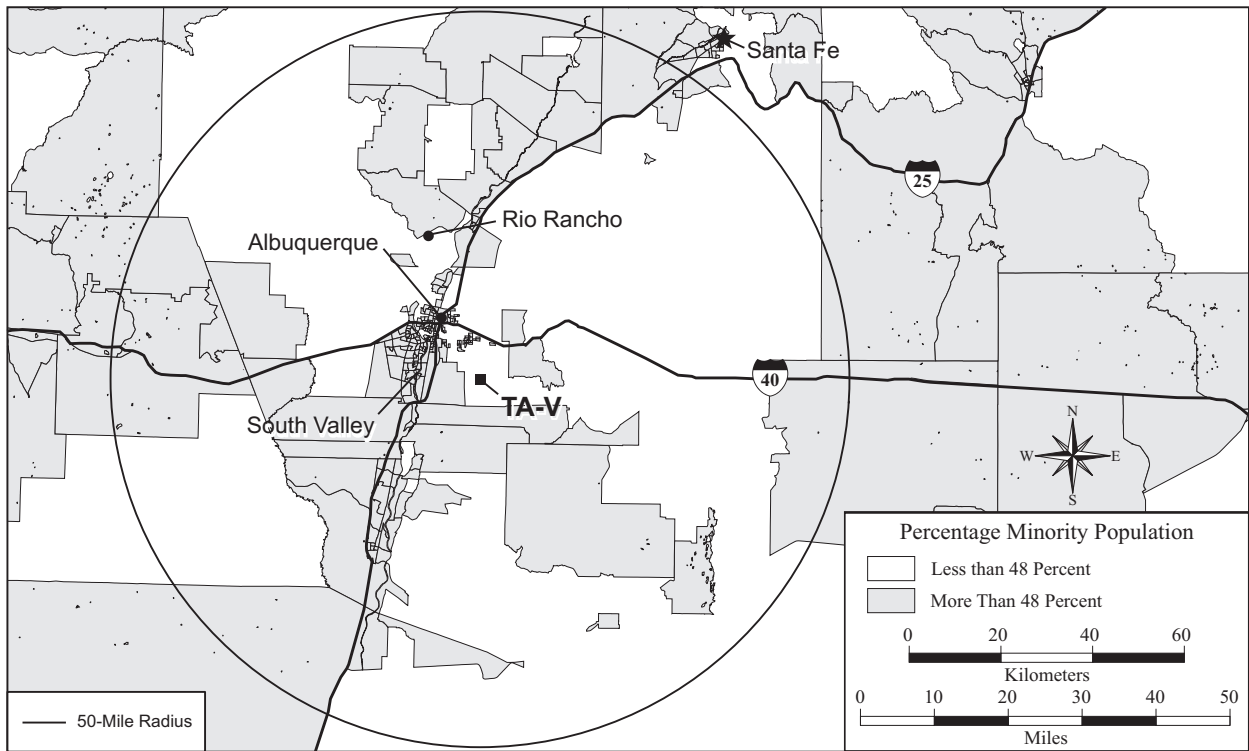 Santa Fe
25
Rio Rancho
Albuquerque
40
TA-V
South Valley
N
W E
S
Percentage Minority Population
Less than 48 Percent
More Than 48 Percent
0 20 40 60
Kilometers
0 10 20 30 40 50
Miles
50-Mile Radius